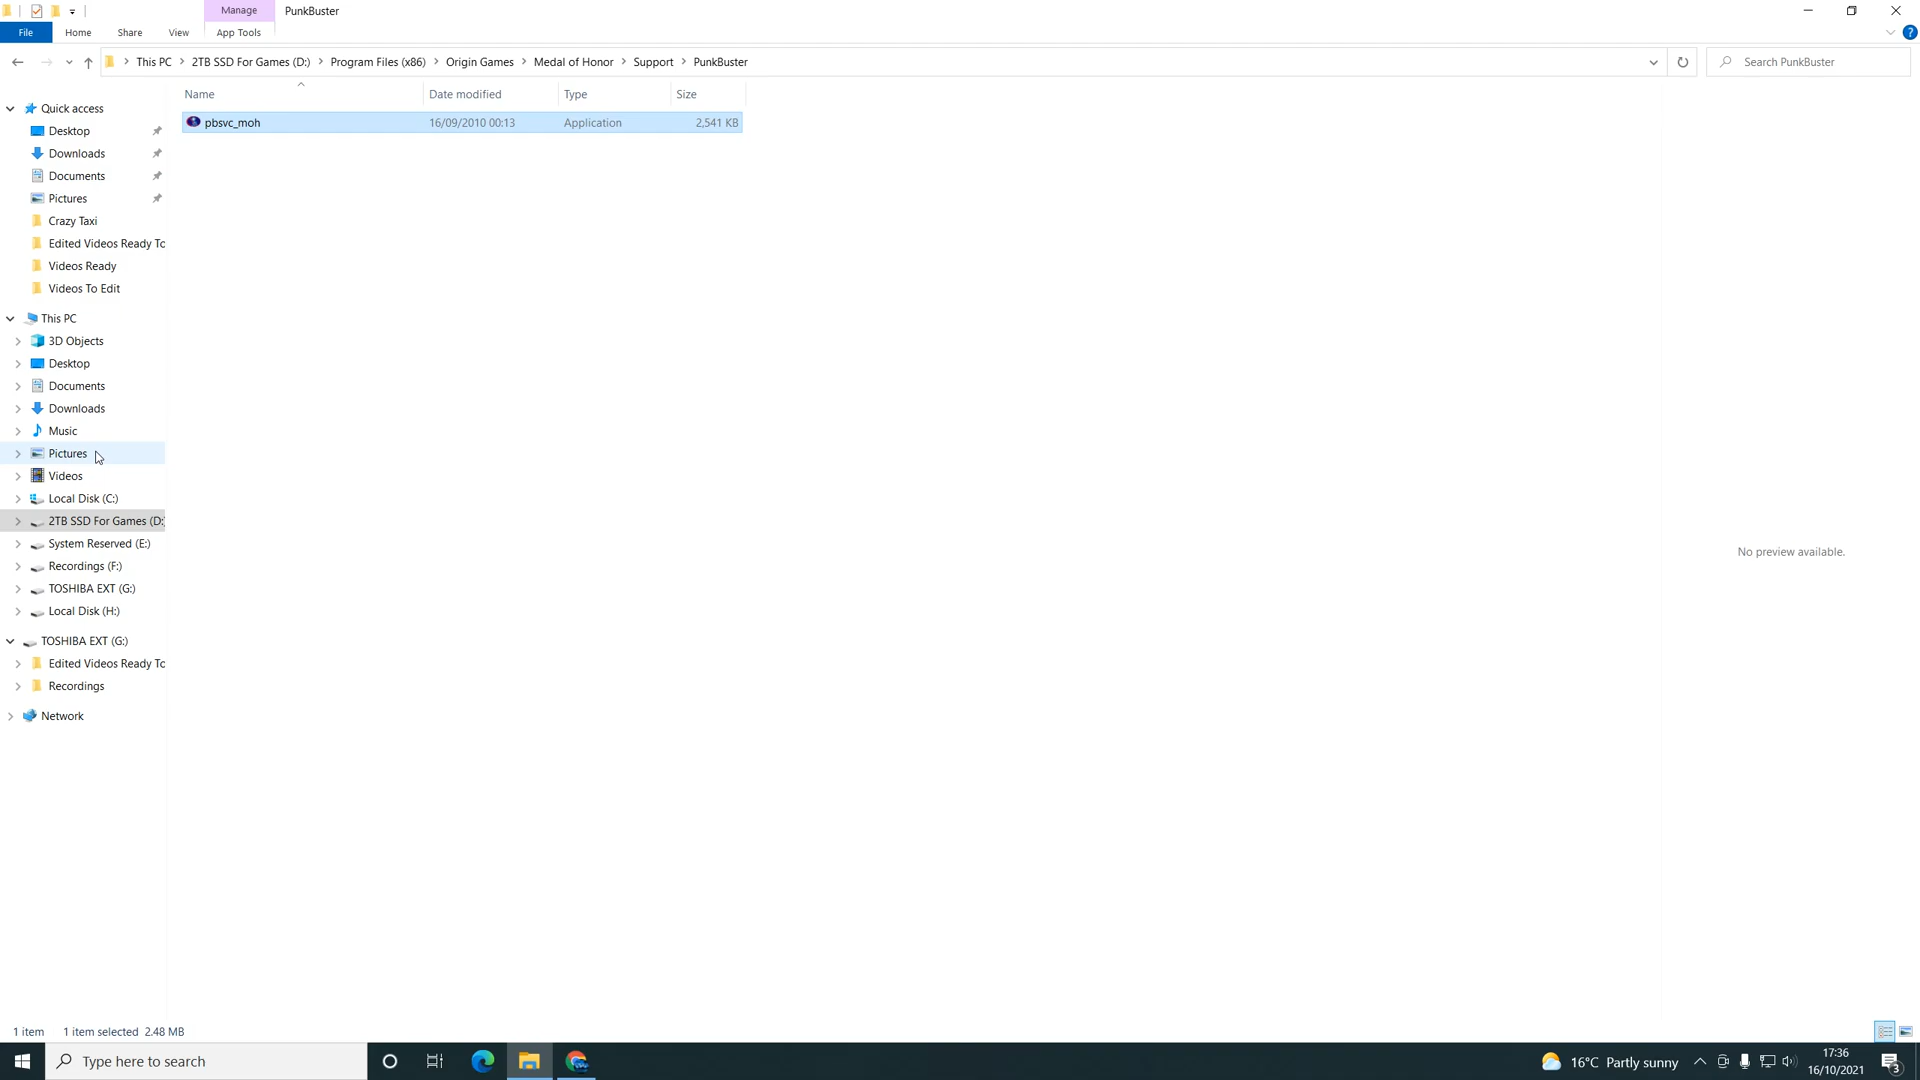 Manage
PunkBuster
File
Home
Share
View
App Tools
This PC
2TB SSD For Games (D:)
Program Files (x86)
Origin Games
Medal of Honor
Support
PunkBuster
Search PunkBuster
Name
Date modified
Type
Size
pbsvc_moh
16/09/2010 00:13
Application
2,541 KB
Quick access
Desktop
Downloads
Documents
Pictures
Crazy Taxi
Edited Videos Ready To
Videos Ready
Videos To Edit
This PC
3D Objects
Desktop
Documents
Downloads
Music
Pictures
Videos
Local Disk (C:)
2TB SSD For Games (D:
System Reserved (E:)
Recordings (F:)
TOSHIBA EXT (G:)
Local Disk (H:)
TOSHIBA EXT (G:)
Edited Videos Ready To
Recordings
Network
No preview available.
1 item
1 item selected 2.48 MB
Type here to search
16°C Partly sunny
17:36
16/10/2021
3